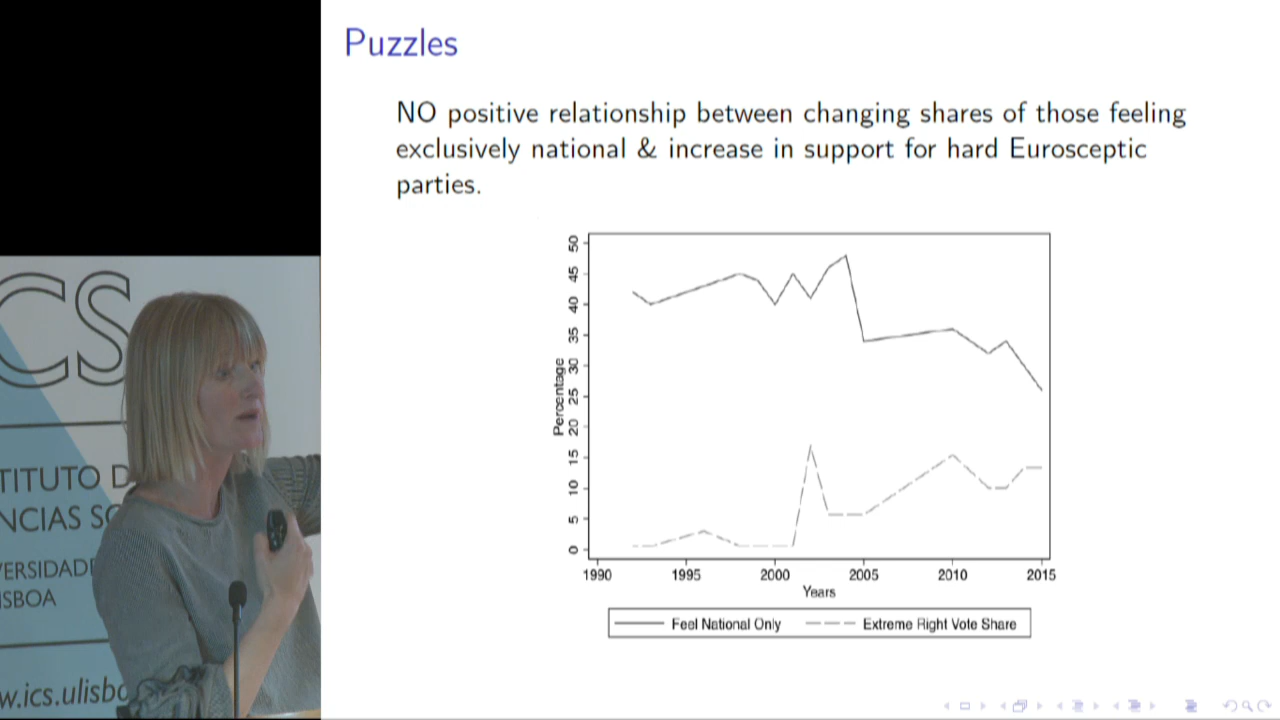 Puzzles
NO positive relationship between changing shares of those feeling
exclusively national & increase in support for hard Eurosceptic
parties.
50
45
40
35
30
25
20
15
10
5
0
Percentage
1990 1995 2000 2005 2010 2015
Years
Feel National Only Extreme Right Vote Share
CS
TITUTO D
NCIAS SO
VERSIDADE
ISBOA
w.ics.ulisbo